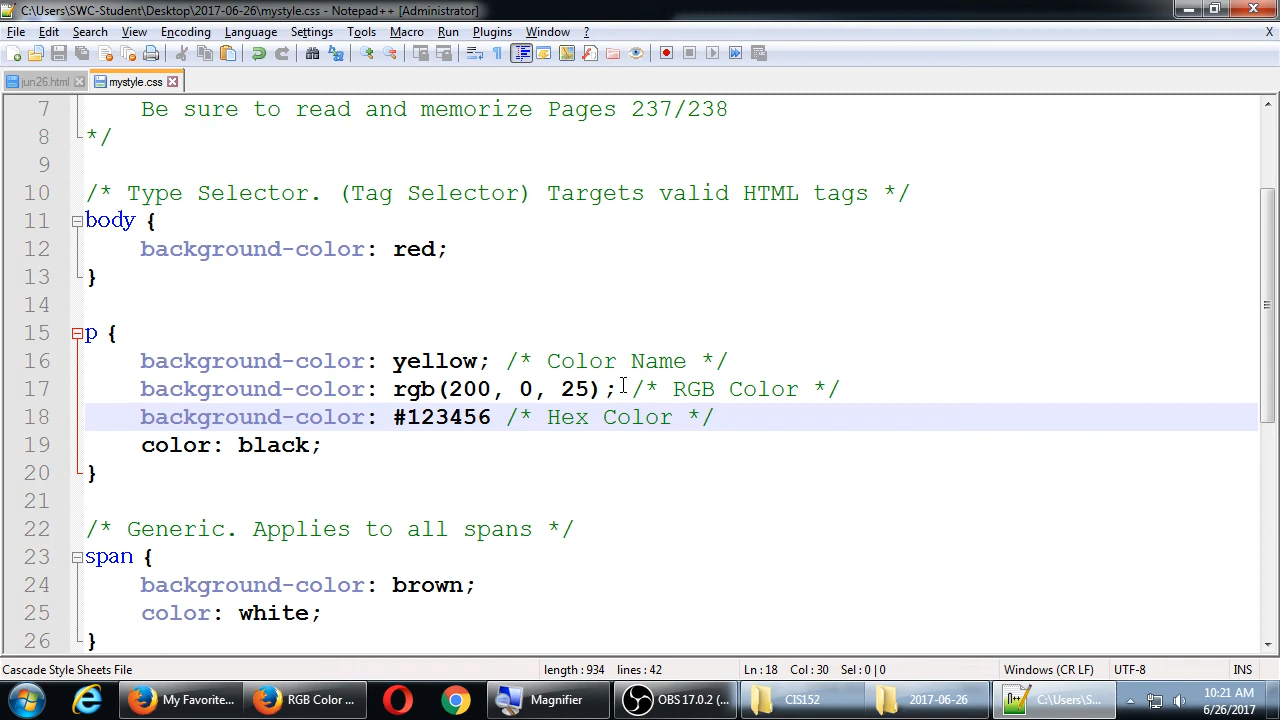 C:\Users\SWC-Student\Desktop\2017-06-26\mystyle.css - Notepad++ [Administrator]
File Edit Search View Encoding Language Settings Tools Macro Run Plugins Window ? X
jun26.html mystyle.css
7 Be sure to read and memorize Pages 237/238
8 */
9
10 /* Type Selector. (Tag Selector) Targets valid HTML tags */
11 body {
12 background-color: red;
13 }
14
15 p {
16 background-color: yellow; /* Color Name */
17 background-color: rgb(200, 0, 25); /* RGB Color */
18 background-color: #123456 /* Hex Color */
19 color: black;
20 }
21
22 /* Generic. Applies to all spans */
23 span {
24 background-color: brown;
25 color: white;
26 }
Cascade Style Sheets File length : 934 lines : 42 Ln : 18 Col : 30 Sel : 0 | 0 Windows (CR LF) UTF-8 INS
My Favorite... RGB Color ... Magnifier OBS 17.0.2 (... CIS152 2017-06-26 C:\Users\S... 10:21 AM
6/26/2017